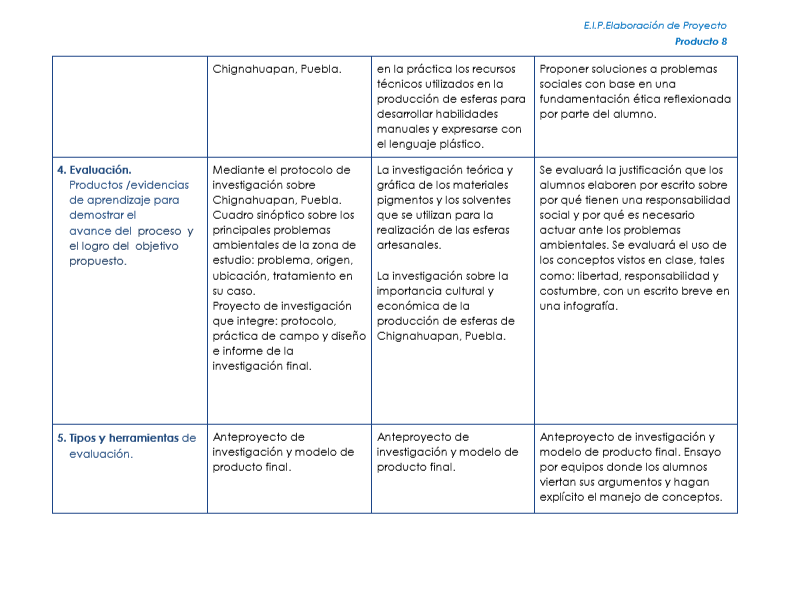 E.I.P.Elaboración de Proyecto
Producto 8
Chignahuapan, Puebla.
en la práctica los recursos
técnicos utilizados en la
producción de esferas para
desarrollar habilidades
manuales y expresarse con
el lenguaje plástico.
Proponer soluciones a problemas
sociales con base en una
fundamentación ética reflexionada
por parte del alumno.
4. Evaluación.
Productos /evidencias
de aprendizaje para
demostrar el
avance del proceso y
el logro del objetivo
propuesto.
Mediante el protocolo de
investigación sobre
Chignahuapan, Puebla.
Cuadro sinóptico sobre los
principales problemas
ambientales de la zona de
estudio: problema, origen,
ubicación, tratamiento en
su caso.
Proyecto de investigación
que integre: protocolo,
práctica de campo y diseño
e informe de la
investigación final.
La investigación teórica y
gráfica de los materiales
pigmentos y los solventes
que se utilizan para la
realización de las esferas
artesanales.
La investigación sobre la
importancia cultural y
económica de la
producción de esferas de
Chignahuapan, Puebla.
Se evaluará la justificación que los
alumnos elaboren por escrito sobre
por qué tienen una responsabilidad
social y por qué es necesario
actuar ante los problemas
ambientales. Se evaluará el uso de
los conceptos vistos en clase, tales
como: libertad, responsabilidad y
costumbre, con un escrito breve en
una infografía.
5. Tipos y herramientas de
evaluación.
Anteproyecto de
investigación y modelo de
producto final.
Anteproyecto de
investigación y modelo de
producto final.
Anteproyecto de investigación y
modelo de producto final. Ensayo
por equipos donde los alumnos
viertan sus argumentos y hagan
explícito el manejo de conceptos.